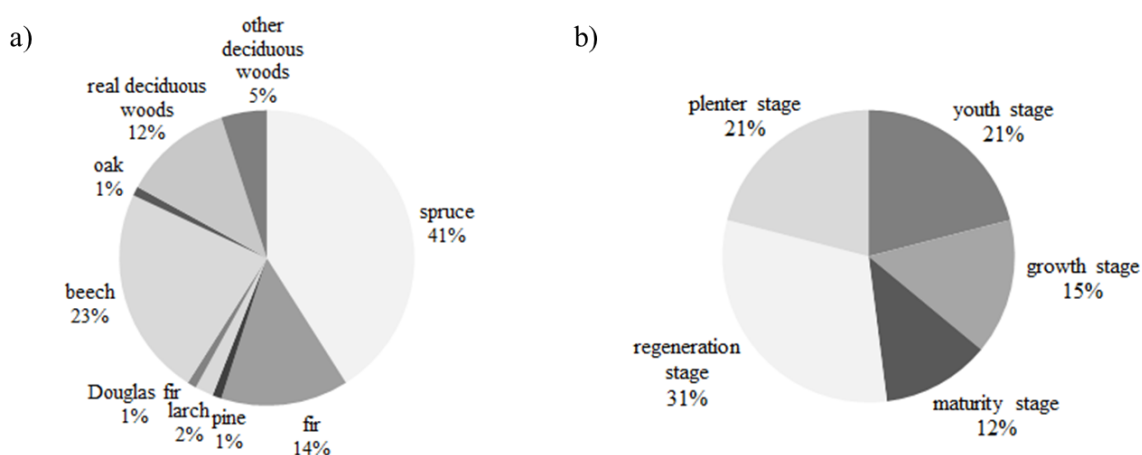 a)
other
deciduous
woods
5%
real deciduous
woods
12%
oak
1%
spruce
41%
beech
23%
Douglas fir
1%
larch
2%
pine
1%
fir
14%
b)
plenter stage
21%
youth stage
21%
growth stage
15%
regeneration
stage
31%
maturity stage
12%